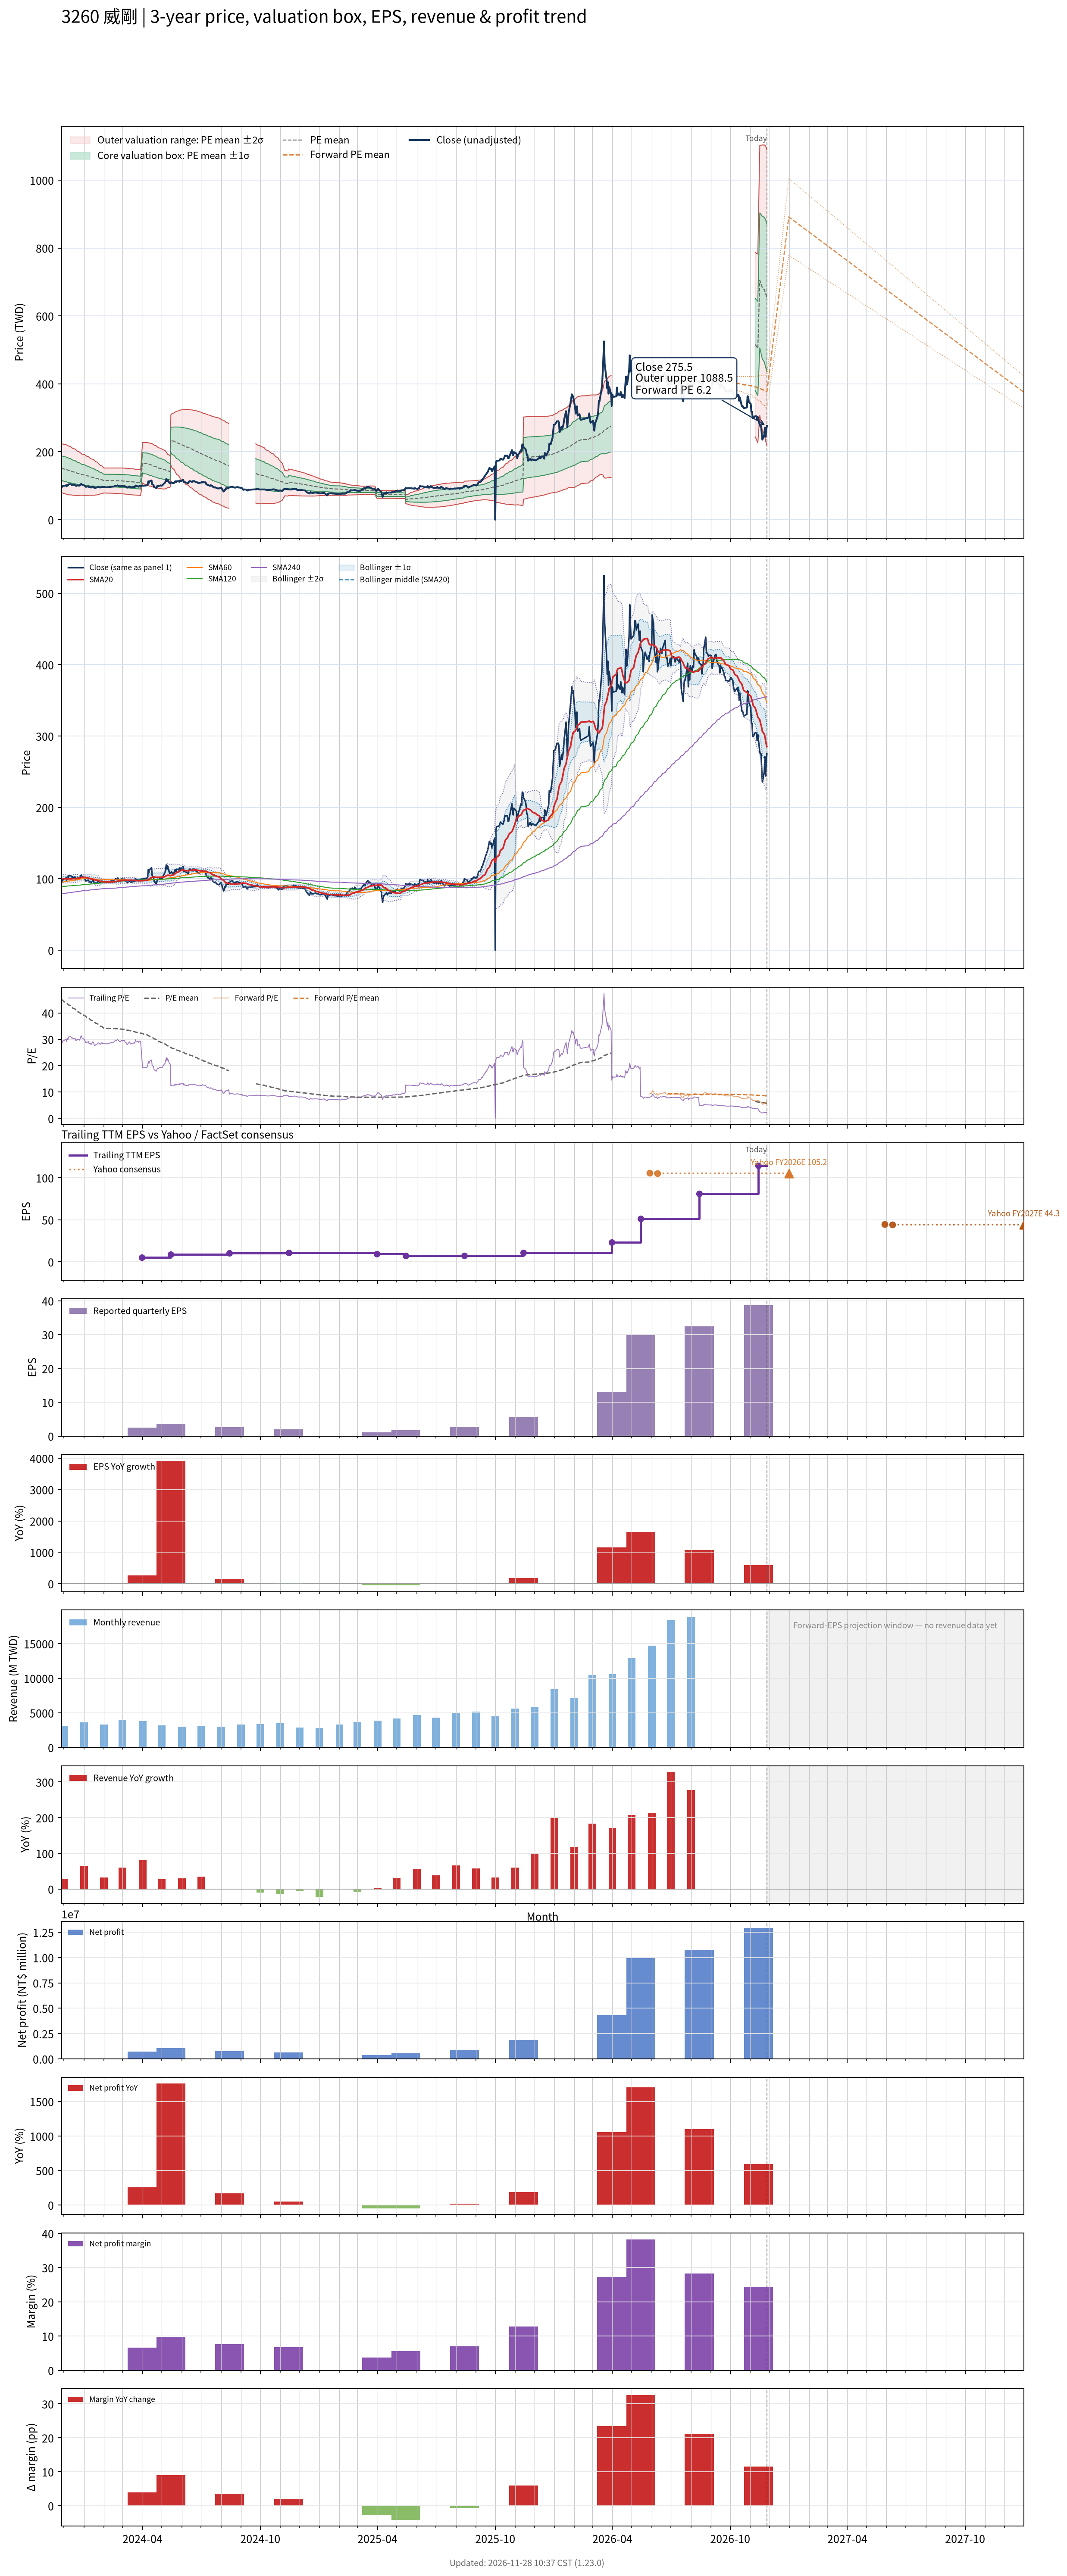 3260 威剛 | 3-year price, valuation box, EPS, revenue & profit trend
Outer valuation range: PE mean ±2σ
Core valuation box: PE mean ±1σ
PE mean
Forward PE mean
Close (unadjusted)
Today
Price (TWD)
1000
800
600
400
200
0
Close 275.5
Outer upper 1088.5
Forward PE 6.2
Close (same as panel 1)
SMA20
SMA60
SMA120
SMA240
Bollinger ±2σ
Bollinger ±1σ
Bollinger middle (SMA20)
Price
500
400
300
200
100
0
Trailing P/E
P/E mean
Forward P/E
Forward P/E mean
P/E
40
30
20
10
0
Trailing TTM EPS vs Yahoo / FactSet consensus
Trailing TTM EPS
Yahoo consensus
Today
Yahoo FY2026E 105.2
Yahoo FY2027E 44.3
EPS
100
50
0
Reported quarterly EPS
EPS
40
30
20
10
0
EPS YoY growth
YoY (%)
4000
3000
2000
1000
0
Monthly revenue
Forward-EPS projection window — no revenue data yet
Revenue (M TWD)
15000
10000
5000
0
Revenue YoY growth
YoY (%)
300
200
100
0
Month
1e7
Net profit
Net profit (NT$ million)
1.25
1.00
0.75
0.50
0.25
0.00
Net profit YoY
YoY (%)
1500
1000
500
0
Net profit margin
Margin (%)
40
30
20
10
0
Margin YoY change
Δ margin (pp)
30
20
10
0
2024-04
2024-10
2025-04
2025-10
2026-04
2026-10
2027-04
2027-10
Updated: 2026-11-28 10:37 CST (1.23.0)